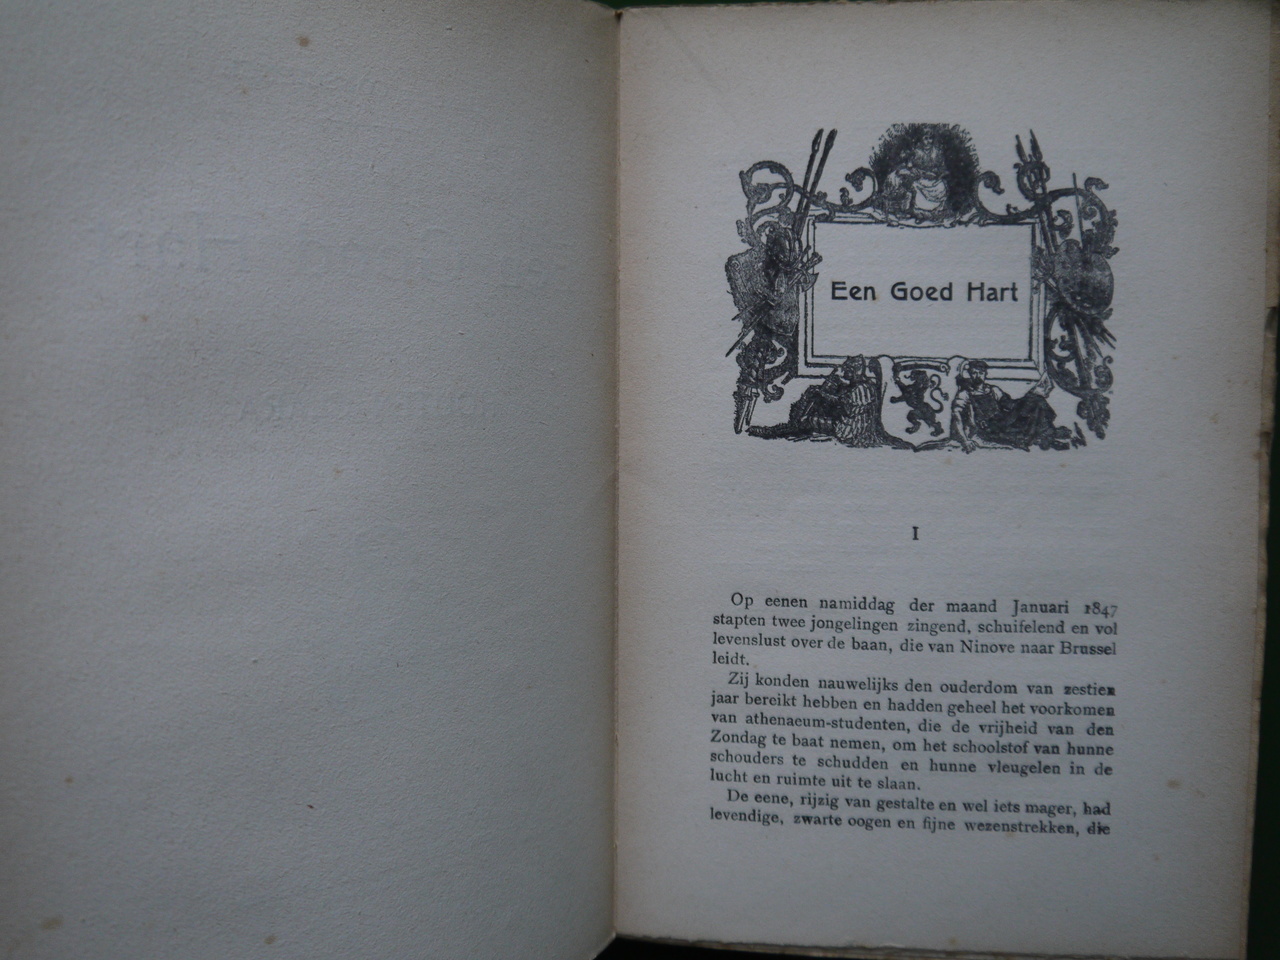 Een Goed Hart
I
Op eenen namiddag der maand Januari 1847
stapten twee jongelingen zingend, schuifelend en vol
levenslust over de baan, die van Ninove naar Brussel
leidt.
Zij konden nauwelijks den ouderdom van zestien
jaar bereikt hebben en hadden geheel het voorkomen
van athenaeum-studenten, die de vrijheid van den
Zondag te baat nemen, om het schoolstof van hunne
schouders te schudden en hunne vleugelen in de
lucht en ruimte uit te slaan.
De eene, rijzig van gestalte en wel iets mager, had
levendige, zwarte oogen en fijne wezenstrekken, die